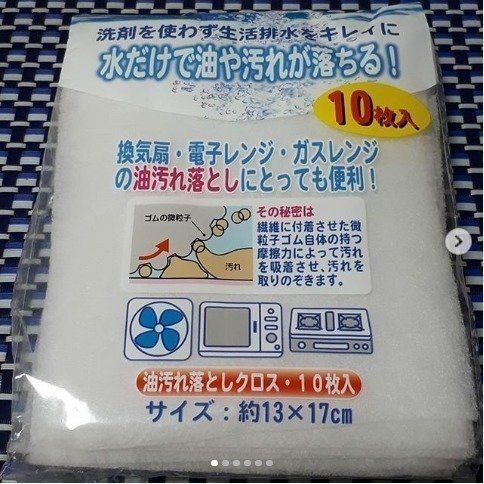 洗剤を使わず生活排水をキレイに
水だけで油や汚れが落ちる！
10枚入
換気扇・電子レンジ・ガスレンジ
の油汚れ落としにとっても便利！
ゴムの微粒子
汚れ
その秘密は
繊維に付着させた微
粒子ゴム自体の持つ
摩擦力によって汚れ
を吸着させ、汚れを
取りのぞきます。
油汚れ落としクロス・10枚入
サイズ：約13×17cm